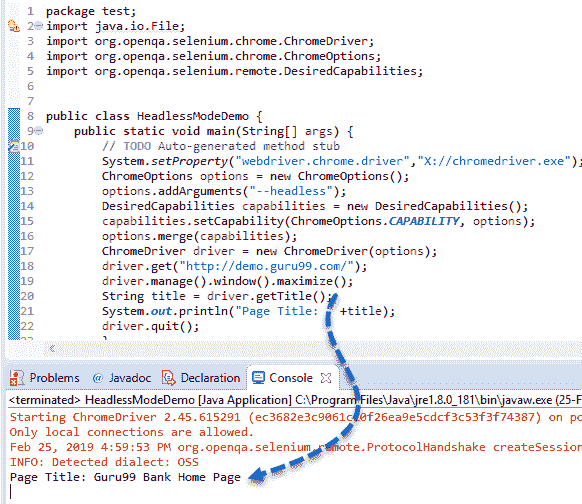 1 package test;
2 import java.io.File;
3 import org.openqa.selenium.chrome.ChromeDriver;
4 import org.openqa.selenium.chrome.ChromeOptions;
5 import org.openqa.selenium.remote.DesiredCapabilities;
6
7
8 public class HeadlessModeDemo {
9 public static void main(String[] args) {
10 // TODO Auto-generated method stub
11 System.setProperty("webdriver.chrome.driver","X://chromedriver.exe");
12 ChromeOptions options = new ChromeOptions();
13 options.addArguments("--headless");
14 DesiredCapabilities capabilities = new DesiredCapabilities();
15 capabilities.setCapability(ChromeOptions.CAPABILITY, options);
16 options.merge(capabilities);
17 ChromeDriver driver = new ChromeDriver(options);
18 driver.get("http://demo.guru99.com/");
19 driver.manage().window().maximize();
20 String title = driver.getTitle();
21 System.out.println("Page Title: +title);
22 driver.quit();
}
Problems @ Javadoc Declaration Console
<terminated> HeadlessModeDemo [Java Application] C:\Program Files\Java\jre1.8.0_181\bin\javaw.exe (25-F
Starting ChromeDriver 2.45.615291 on po
Only local connections are allowed.
Feb 25, 2019 4:59:53 PM org.openqa.selenium.remote.ProtocolHandshake createSession
INFO: Detected dialect: OSS
Page Title: Guru99 Bank Home Page